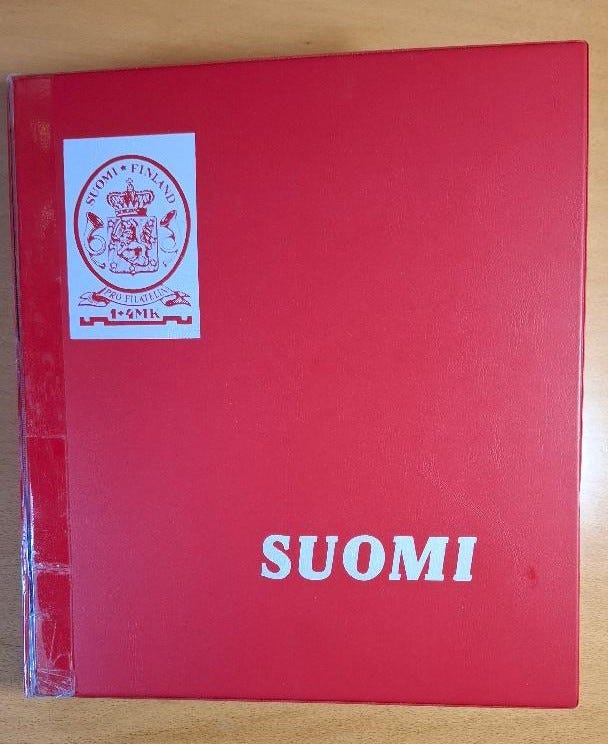 SUOMI * FINLAND
PRO FILATELIA
1+4MK
SUOMI